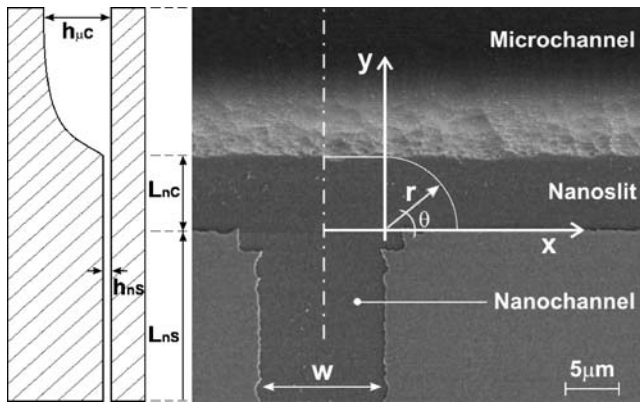 hμC
Microchannel
y
LnC
r
θ
Nanoslit
x
hnS
LnS
Nanochannel
w
5μm